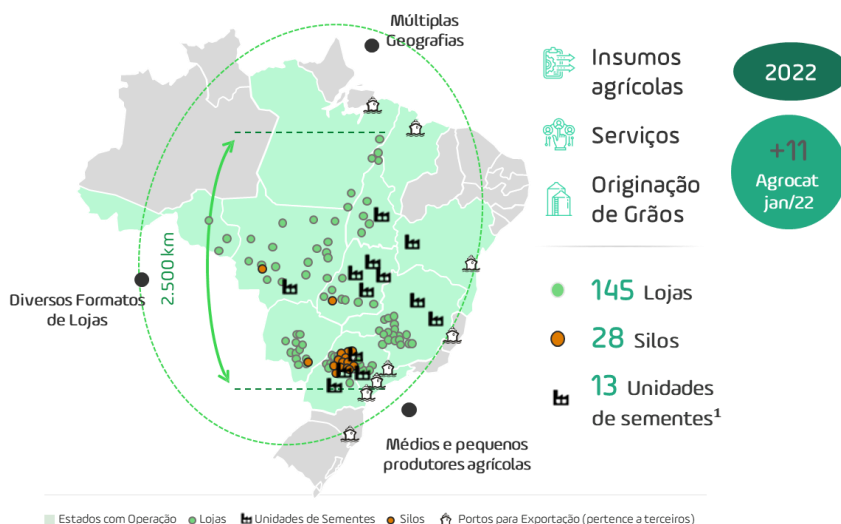 Múltiplas
Geografias
Insumos
agrícolas
2022
Serviços
+11
Agrocat
jan/22
Originação
de Grãos
2.500 km
Diversos Formatos
de Lojas
145 Lojas
28 Silos
13 Unidades
de sementes¹
Médios e pequenos
produtores agrícolas
Estados com Operação
Lojas
Unidades de Sementes
Silos
Portos para Exportação (pertence a terceiros)